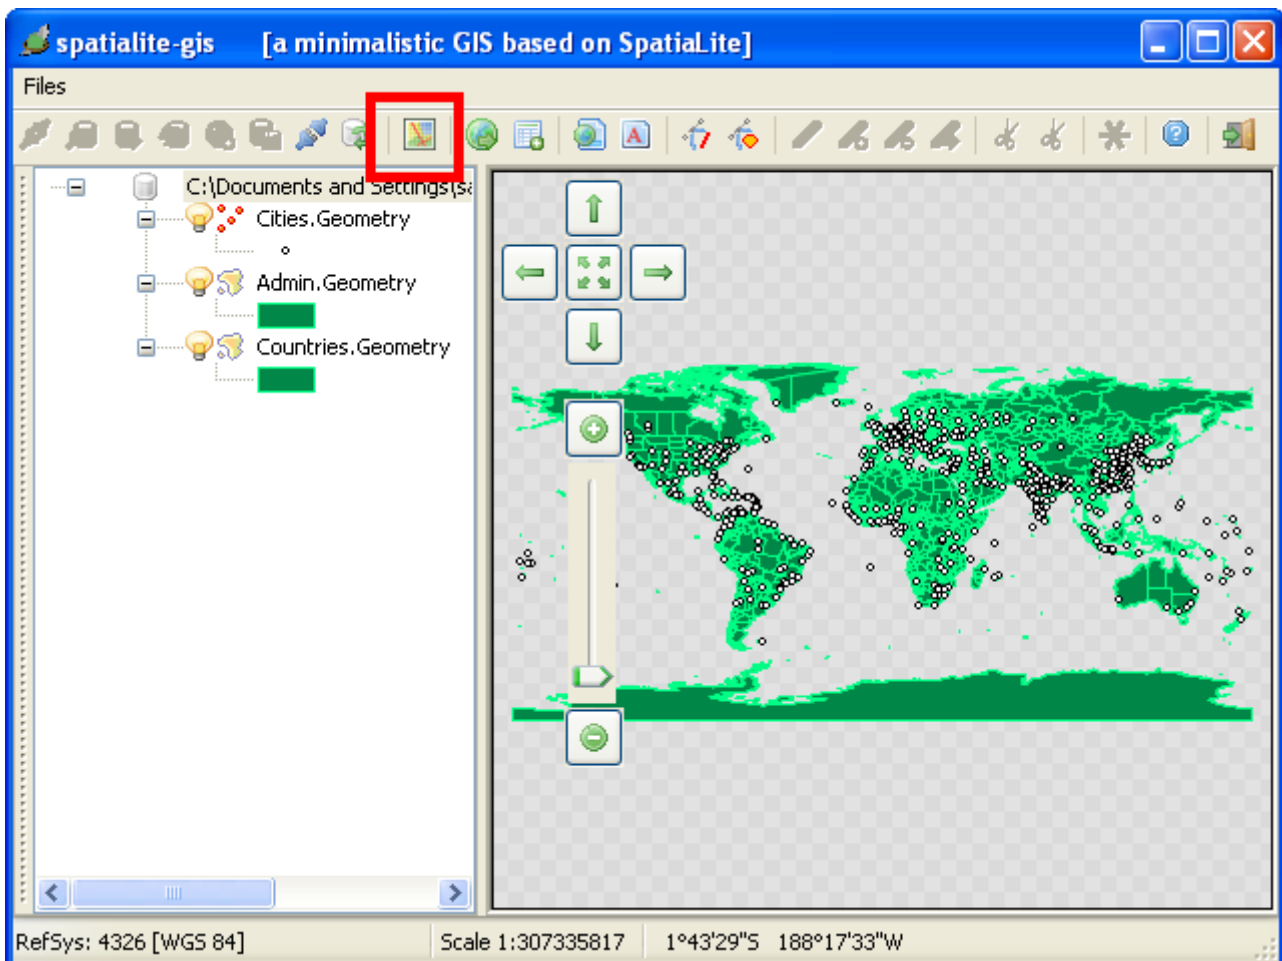 spatialite-gis [a minimalistic GIS based on SpatiaLite]
Files
A
?
C:\Documents and Settings\sa
Cities.Geometry
Admin.Geometry
Countries.Geometry
RefSys: 4326 [WGS 84] Scale 1:307335817 1°43'29"S 188°17'33"W